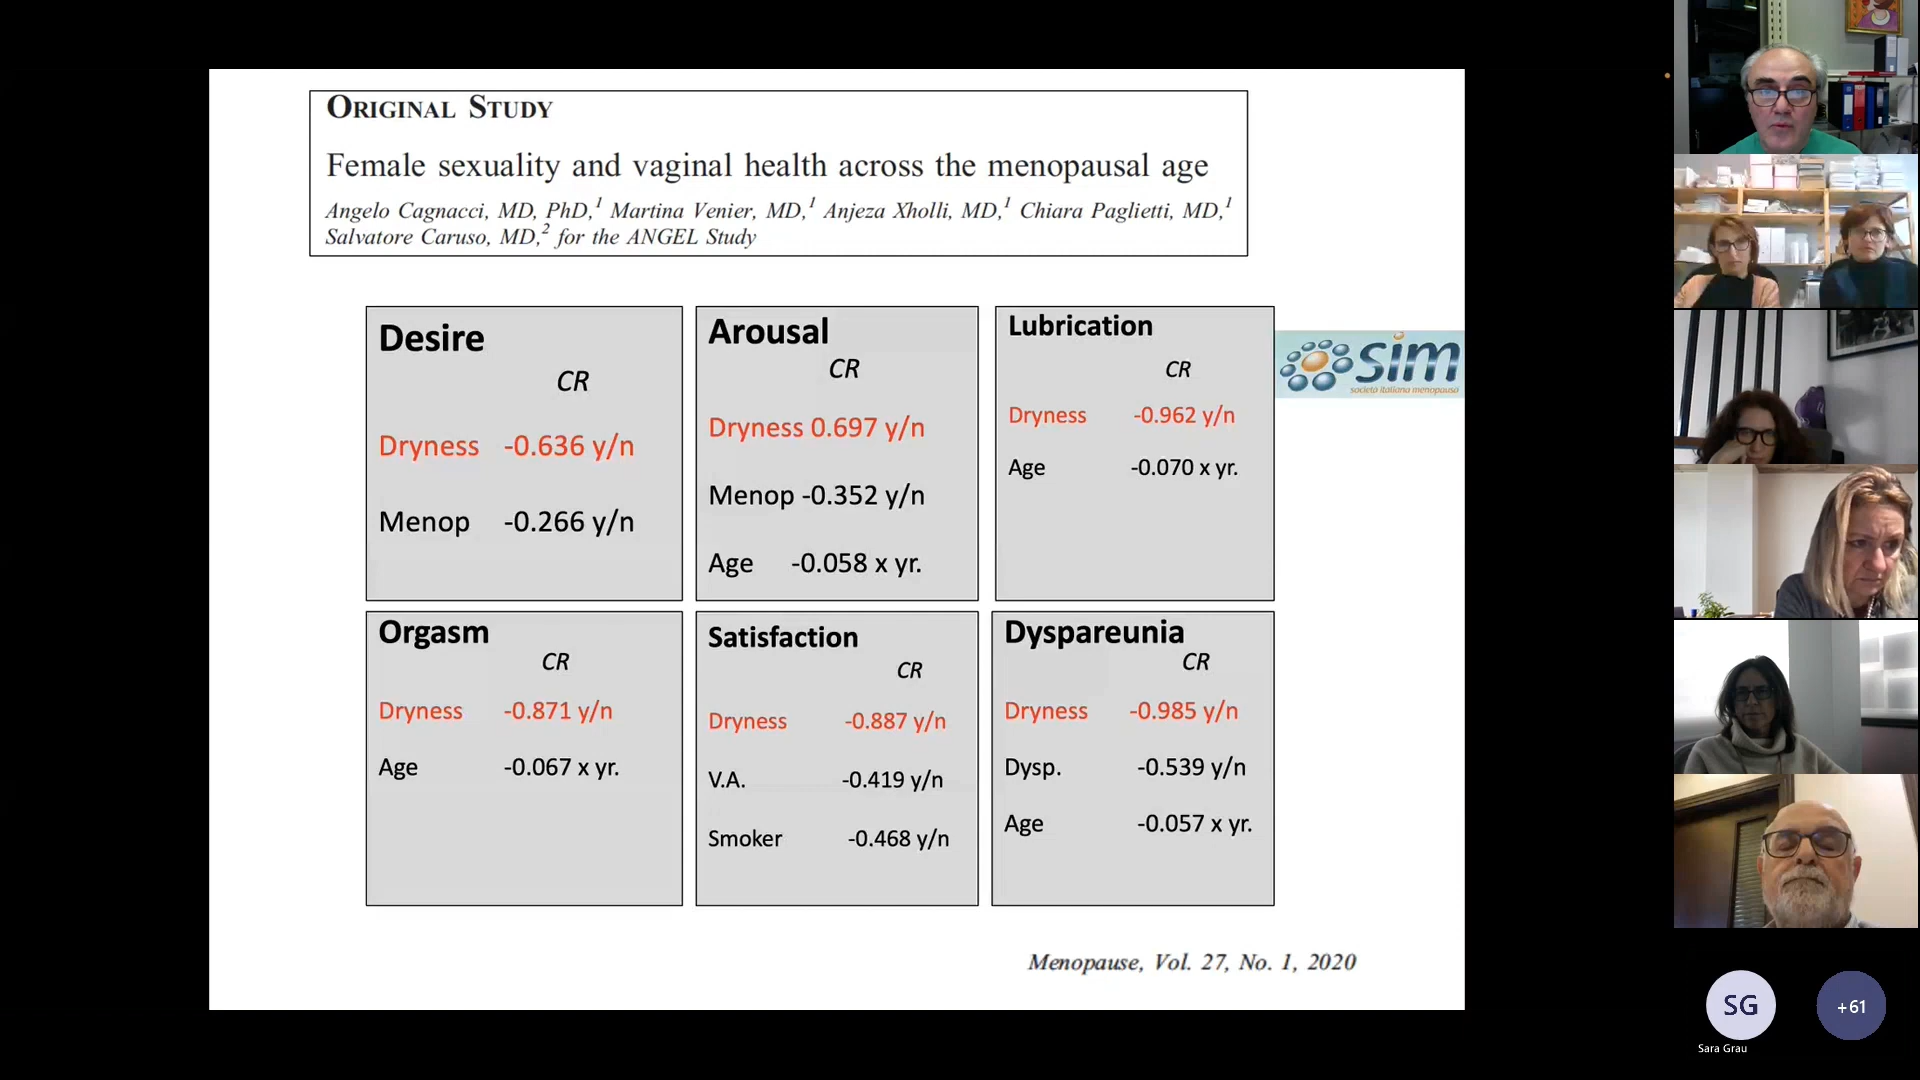 ORIGINAL STUDY
Female sexuality and vaginal health across the menopausal age
Angelo Cagnacci, MD, PhD,1 Martina Venier, MD,1 Anjeza Xholli, MD,1 Chiara Paglietti, MD,1
Salvatore Caruso, MD,2 for the ANGEL Study
Desire
CR
Dryness -0.636 y/n
Menop -0.266 y/n
Arousal
CR
Dryness 0.697 y/n
Menop -0.352 y/n
Age -0.058 x yr.
Lubrication
CR
Dryness -0.962 y/n
Age -0.070 x yr.
sim
società italiana menopausa
Orgasm
CR
Dryness -0.871 y/n
Age -0.067 x yr.
Satisfaction
CR
Dryness -0.887 y/n
V.A. -0.419 y/n
Smoker -0.468 y/n
Dyspareunia
CR
Dryness -0.985 y/n
Dysp. -0.539 y/n
Age -0.057 x yr.
Menopause, Vol. 27, No. 1, 2020
SG
Sara Grau
+61